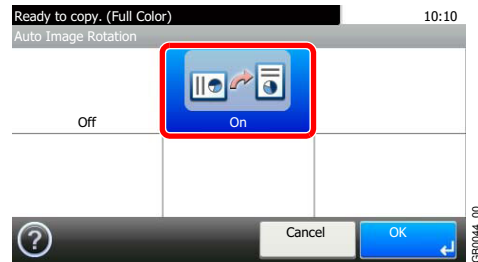 Ready to copy. (Full Color) 10:10
Auto Image Rotation
Off On
Cancel OK
GB0044_00